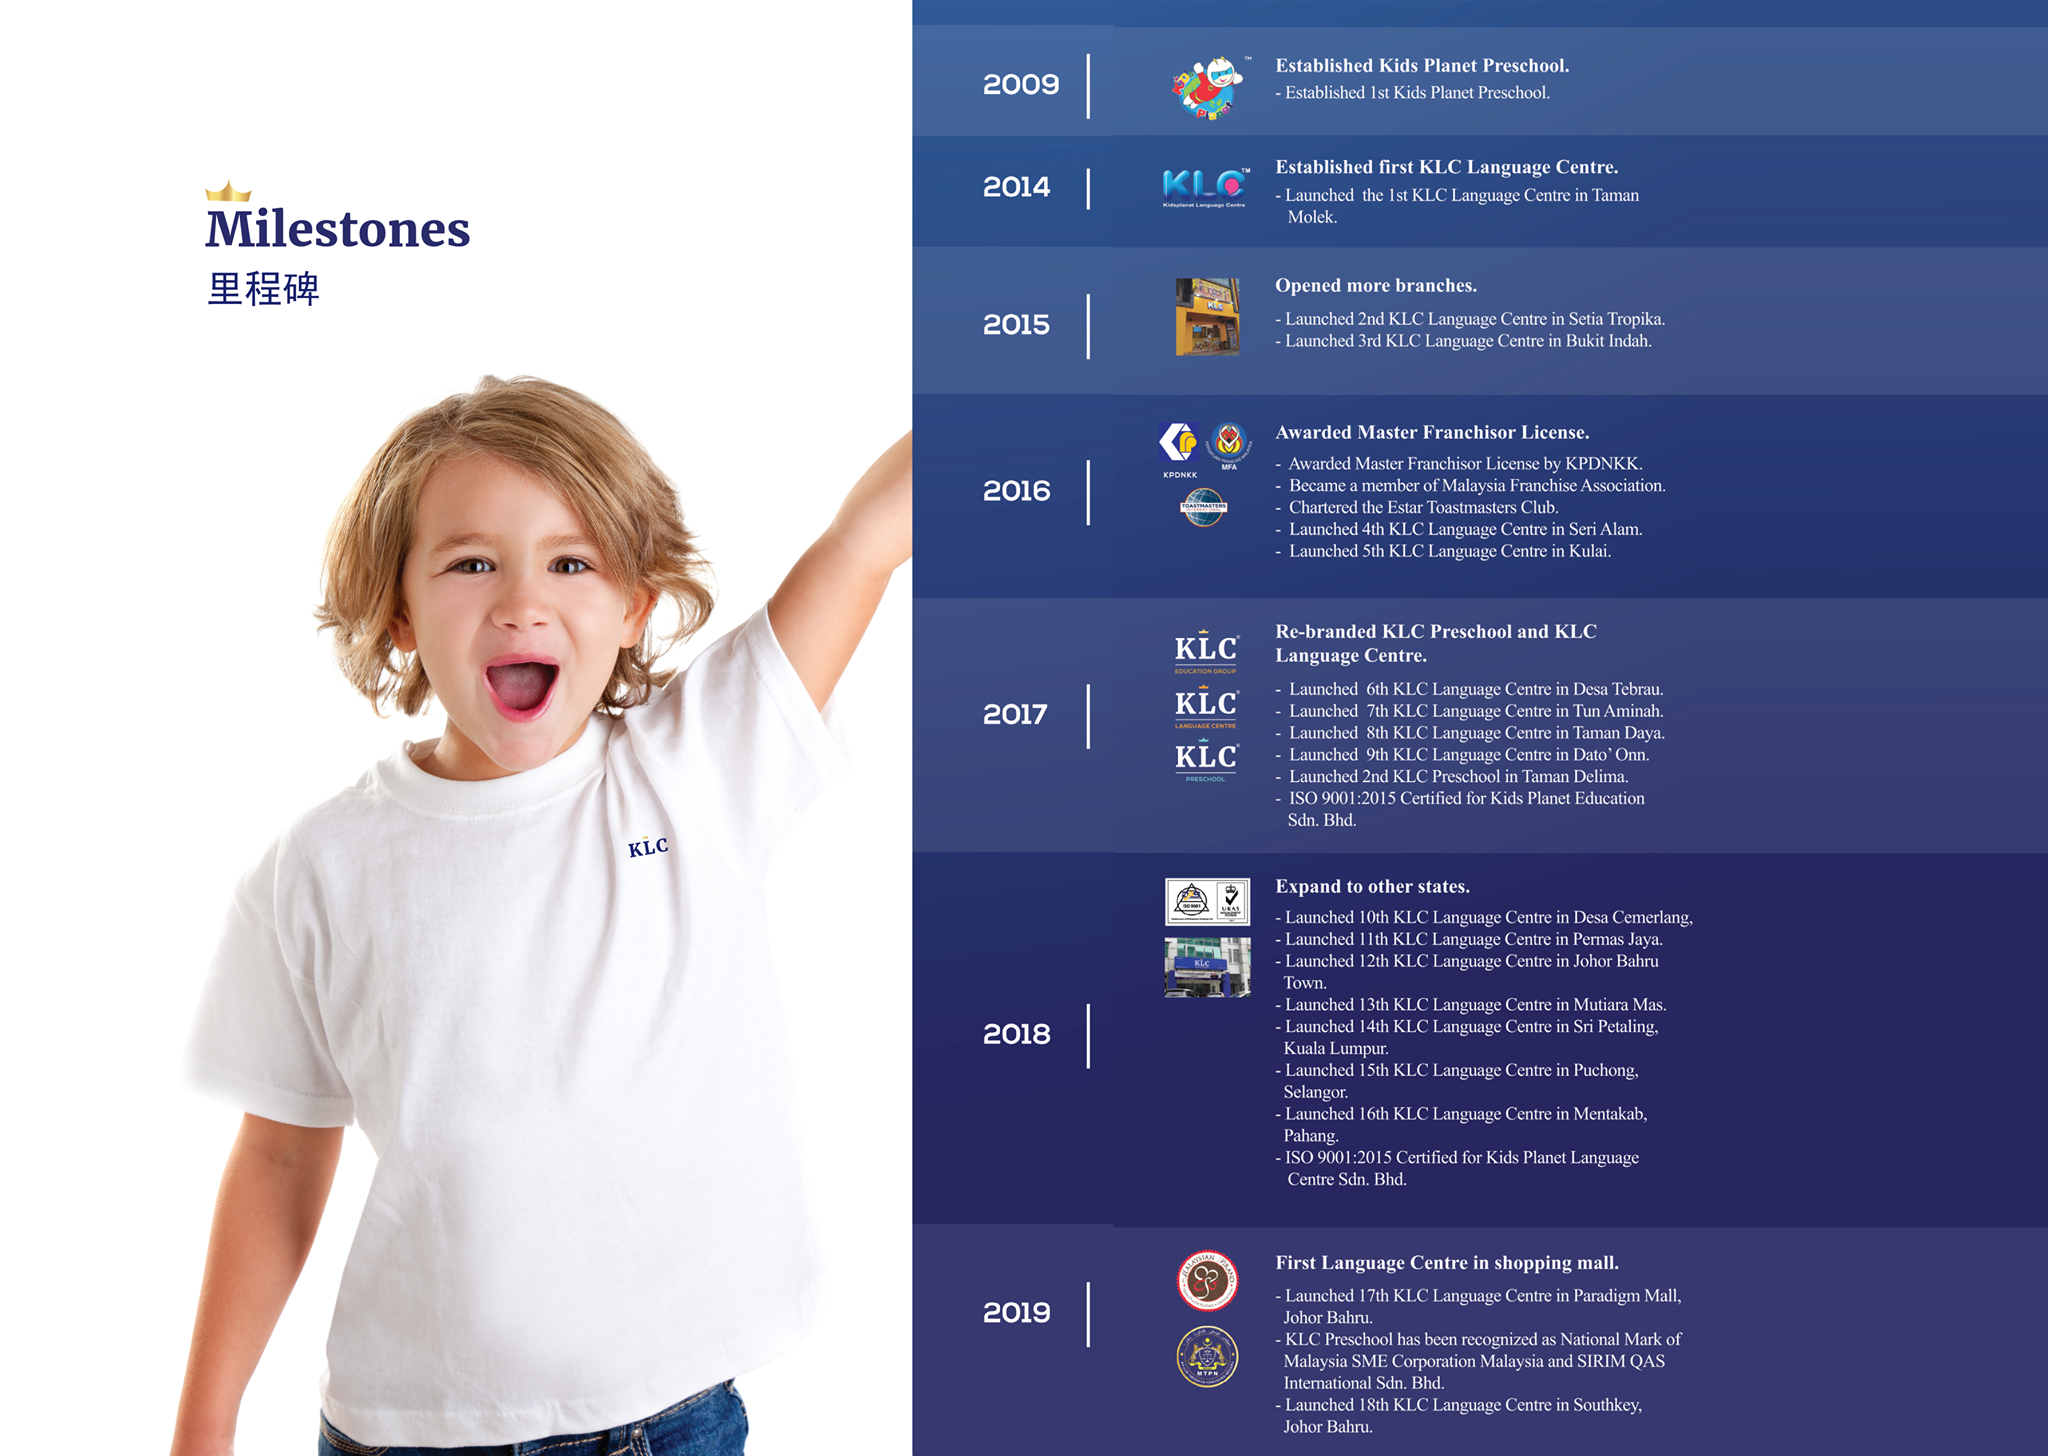 Milestones
里程碑
KLC
2009
TM
Established Kids Planet Preschool.
- Established 1st Kids Planet Preschool.
2014
KLC
TM
Kidsplanet Language Centre
Established first KLC Language Centre.
- Launched the 1st KLC Language Centre in Taman
Molek.
2015
KLC
Opened more branches.
- Launched 2nd KLC Language Centre in Setia Tropika.
- Launched 3rd KLC Language Centre in Bukit Indah.
2016
KPDNKK
MFA
TOASTMASTERS
INTERNATIONAL
Awarded Master Franchisor License.
- Awarded Master Franchisor License by KPDNKK.
- Became a member of Malaysia Franchise Association.
- Chartered the Estar Toastmasters Club.
- Launched 4th KLC Language Centre in Seri Alam.
- Launched 5th KLC Language Centre in Kulai.
2017
KLC®
EDUCATION GROUP
KLC®
LANGUAGE CENTRE
KLC®
PRESCHOOL
Re-branded KLC Preschool and KLC
Language Centre.
- Launched 6th KLC Language Centre in Desa Tebrau.
- Launched 7th KLC Language Centre in Tun Aminah.
- Launched 8th KLC Language Centre in Taman Daya.
- Launched 9th KLC Language Centre in Dato’ Onn.
- Launched 2nd KLC Preschool in Taman Delima.
- ISO 9001:2015 Certified for Kids Planet Education
Sdn. Bhd.
2018
ISO 9001
UKAS
KLC
Expand to other states.
- Launched 10th KLC Language Centre in Desa Cemerlang,
- Launched 11th KLC Language Centre in Permas Jaya.
- Launched 12th KLC Language Centre in Johor Bahru
Town.
- Launched 13th KLC Language Centre in Mutiara Mas.
- Launched 14th KLC Language Centre in Sri Petaling,
Kuala Lumpur.
- Launched 15th KLC Language Centre in Puchong,
Selangor.
- Launched 16th KLC Language Centre in Mentakab,
Pahang.
- ISO 9001:2015 Certified for Kids Planet Language
Centre Sdn. Bhd.
2019
MALAYSIAN BRAND
MTPN
First Language Centre in shopping mall.
- Launched 17th KLC Language Centre in Paradigm Mall,
Johor Bahru.
- KLC Preschool has been recognized as National Mark of
Malaysia SME Corporation Malaysia and SIRIM QAS
International Sdn. Bhd.
- Launched 18th KLC Language Centre in Southkey,
Johor Bahru.